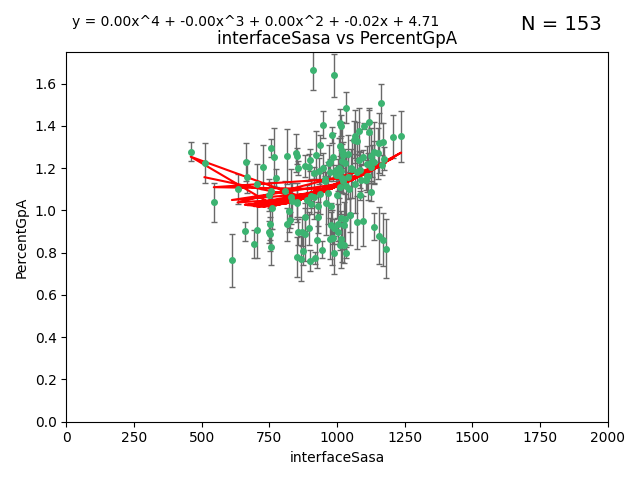 y = 0.00x^4 + -0.00x^3 + 0.00x^2 + -0.02x + 4.71
N = 153
interfaceSasa vs PercentGpA
1.6
1.4
1.2
1.0
0.8
0.6
0.4
0.2
0.0
PercentGpA
0 250 500 750 1000 1250 1500 1750 2000
interfaceSasa